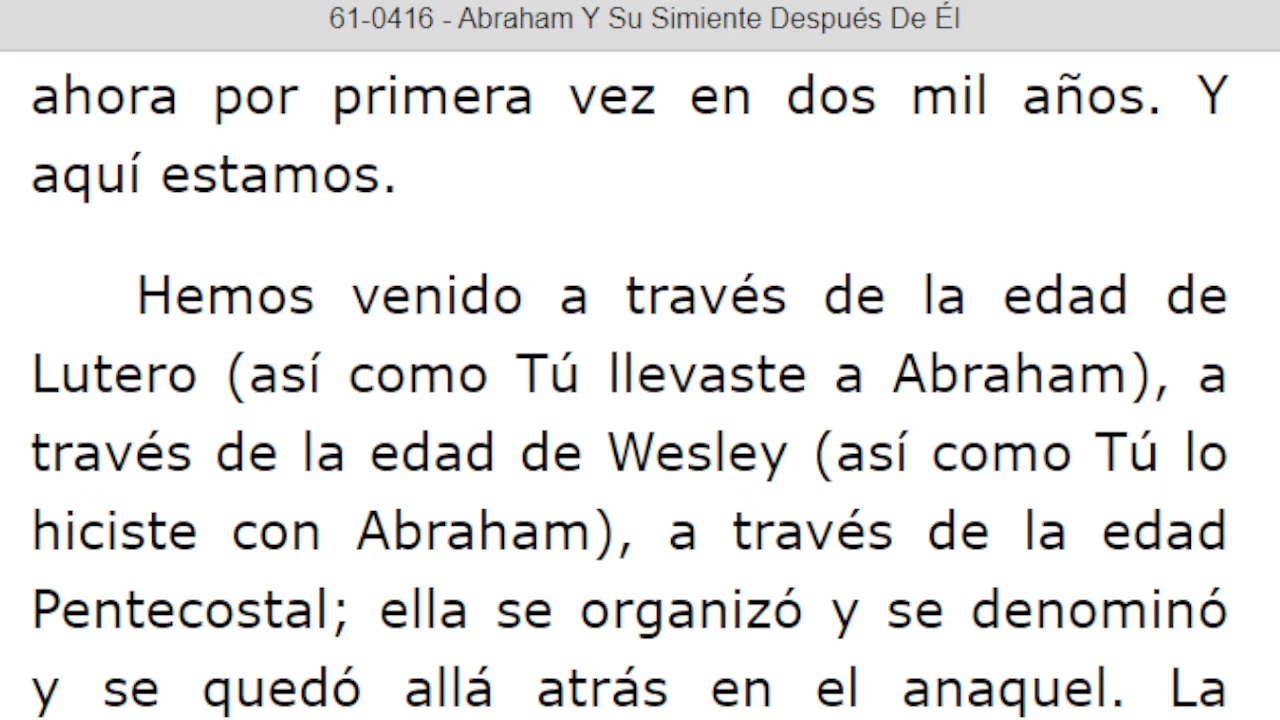 61-0416 - Abraham Y Su Simiente Después De Él
ahora por primera vez en dos mil años. Y
aquí estamos.
Hemos venido a través de la edad de
Lutero (así como Tú llevaste a Abraham), a
través de la edad de Wesley (así como Tú lo
hiciste con Abraham), a través de la edad
Pentecostal; ella se organizó y se denominó
y se quedó allá atrás en el anaquel. La